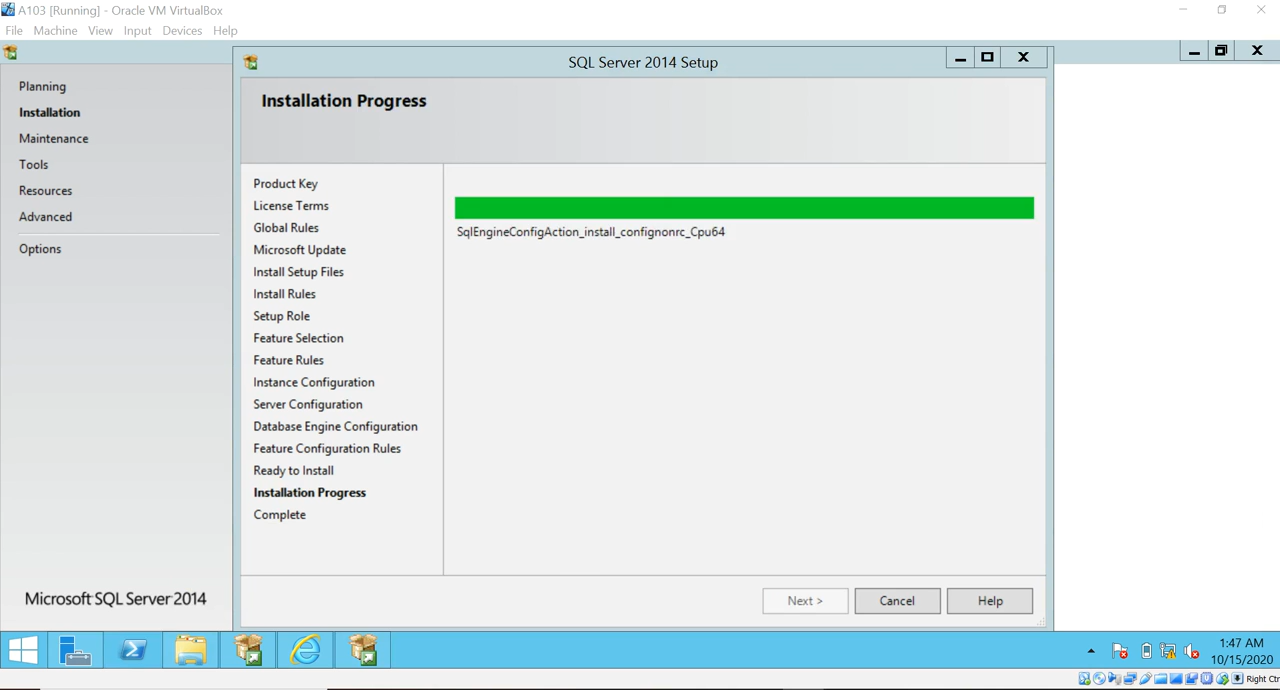 A103 [Running] - Oracle VM VirtualBox
File Machine View Input Devices Help
SQL Server 2014 Setup
Planning
Installation
Maintenance
Tools
Resources
Advanced
Options
Microsoft SQL Server 2014
Installation Progress
Product Key
License Terms
Global Rules
Microsoft Update
Install Setup Files
Install Rules
Setup Role
Feature Selection
Feature Rules
Instance Configuration
Server Configuration
Database Engine Configuration
Feature Configuration Rules
Ready to Install
Installation Progress
Complete
SqlEngineConfigAction_install_confignonrc_Cpu64
Next >
Cancel
Help
1:47 AM
10/15/2020
Right Ctr